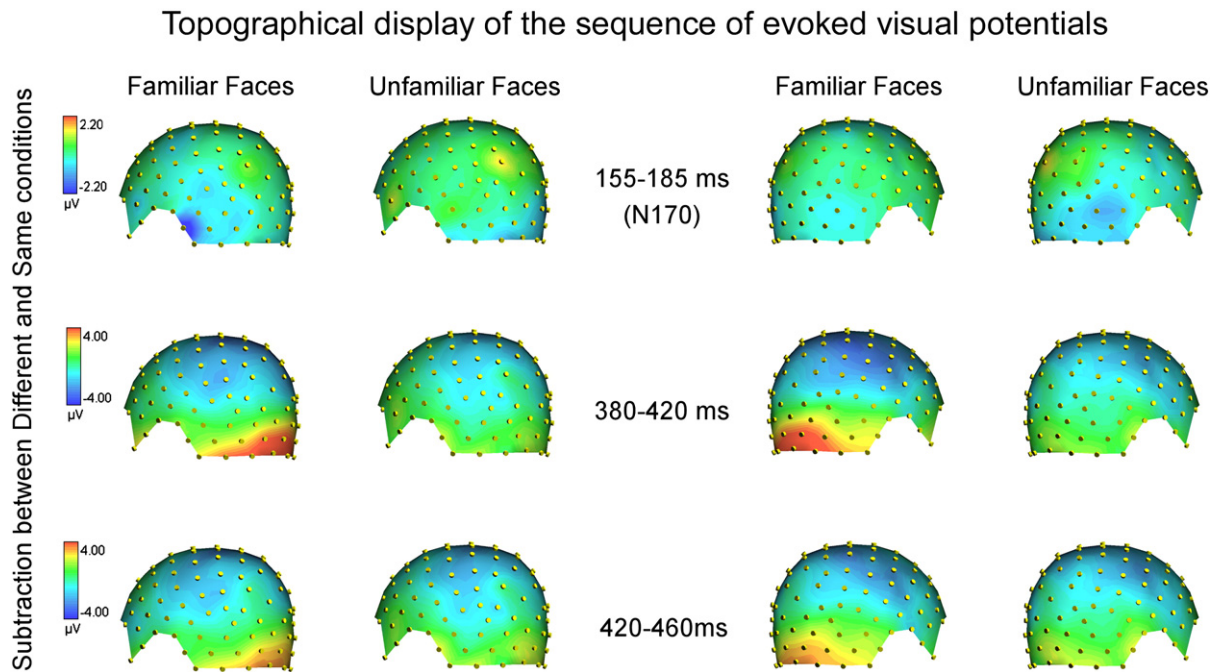 Topographical display of the sequence of evoked visual potentials
Familiar Faces
Unfamiliar Faces
Familiar Faces
Unfamiliar Faces
Subtraction between Different and Same conditions
2.20
-2.20
µV
155-185 ms
(N170)
4.00
-4.00
µV
380-420 ms
4.00
-4.00
µV
420-460ms